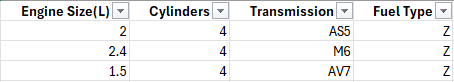 Engine Size(L) Cylinders Transmission Fuel Type
2 4 AS5 Z
2.4 4 M6 Z
1.5 4 AV7 Z